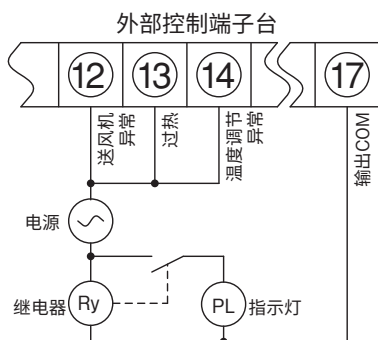 外部控制端子台
12 13 14 17
送风机
异常
过热
温度调节
异常
输出COM
电源
继电器 Ry PL 指示灯